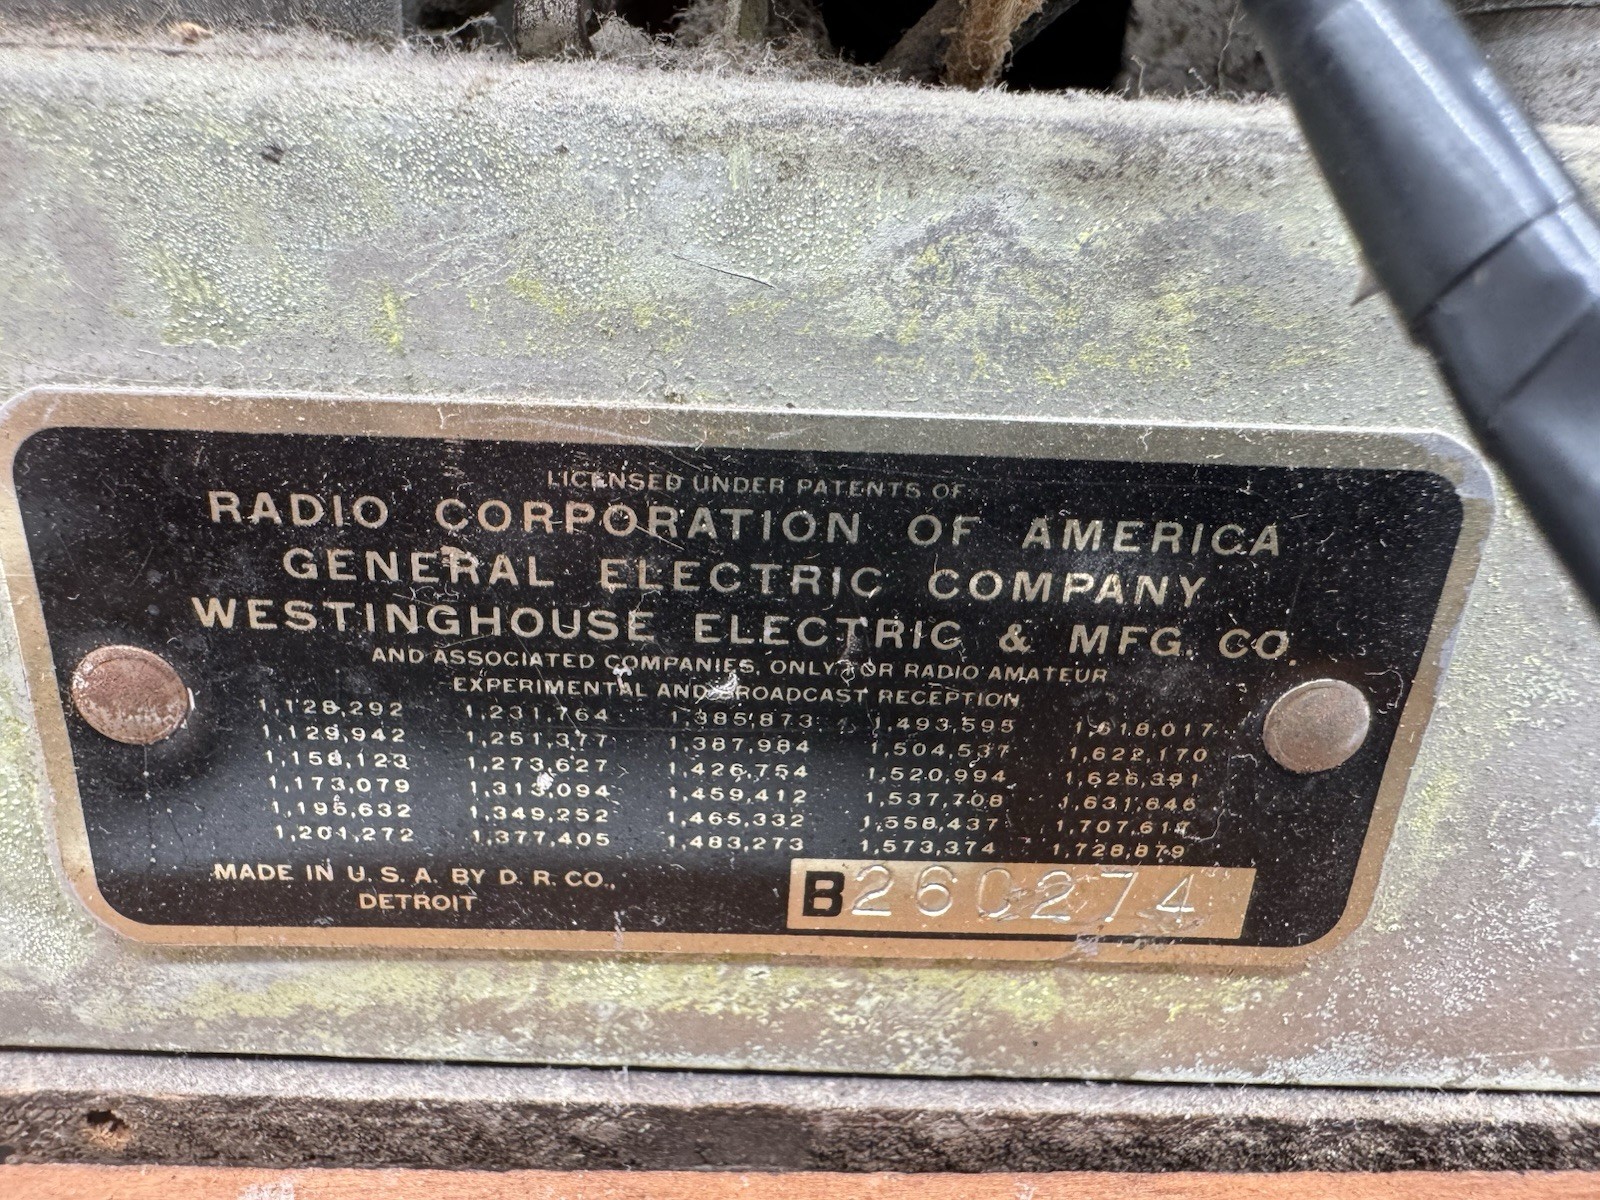 LICENSED UNDER PATENTS OF
RADIO CORPORATION OF AMERICA
GENERAL ELECTRIC COMPANY
WESTINGHOUSE ELECTRIC & MFG. CO.
AND ASSOCIATED COMPANIES, ONLY FOR RADIO AMATEUR
EXPERIMENTAL AND BROADCAST RECEPTION
1,128,292 1,231,764 1,385,873 1,493,595 1,618,017
1,129,942 1,251,377 1,387,984 1,504,537 1,622,170
1,158,123 1,273,627 1,426,754 1,520,994 1,626,391
1,173,079 1,313,094 1,459,412 1,537,708 1,631,646
1,195,632 1,349,252 1,465,332 1,558,437 1,707,617
1,201,272 1,377,405 1,483,273 1,573,374 1,728,879
MADE IN U. S. A. BY D. R. CO.,
DETROIT
B260274